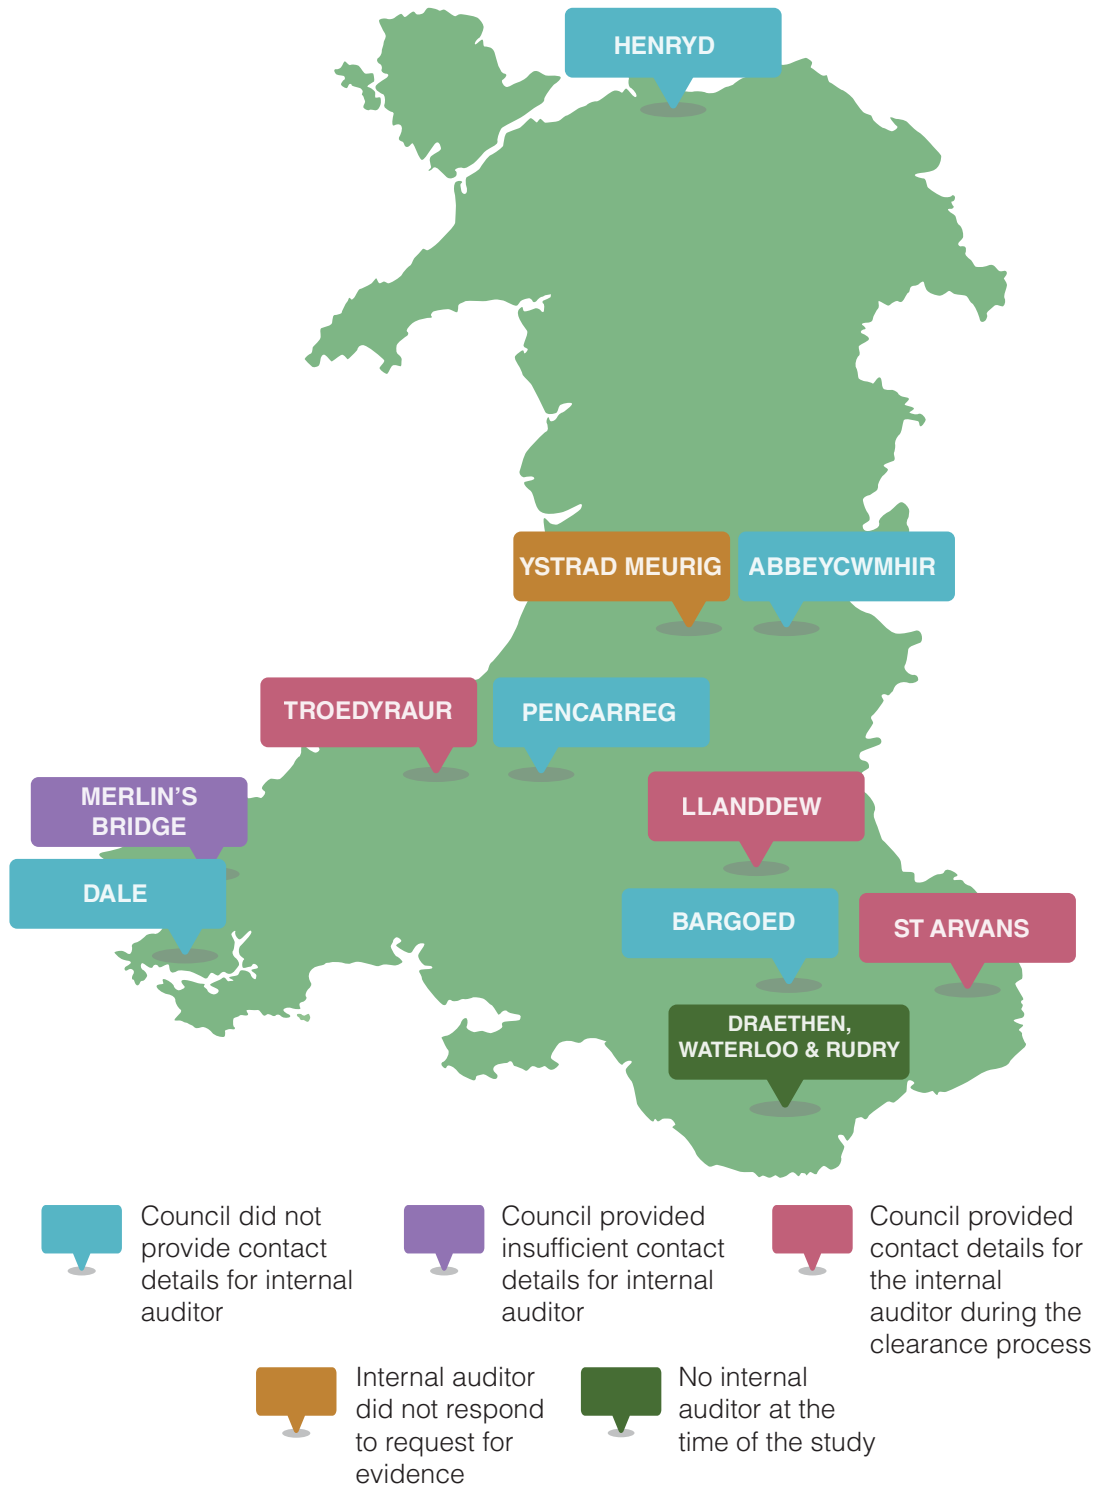 HENRYD
YSTRAD MEURIG
ABBEYCWMHIR
TROEDYRAUR
PENCARREG
MERLIN’S
BRIDGE
LLANDDEW
DALE
BARGOED
ST ARVANS
DRAETHEN,
WATERLOO & RUDRY
Council did not
provide contact
details for internal
auditor
Council provided
insufficient contact
details for internal
auditor
Council provided
contact details for
the internal
auditor during the
clearance process
Internal auditor
did not respond
to request for
evidence
No internal
auditor at the
time of the study